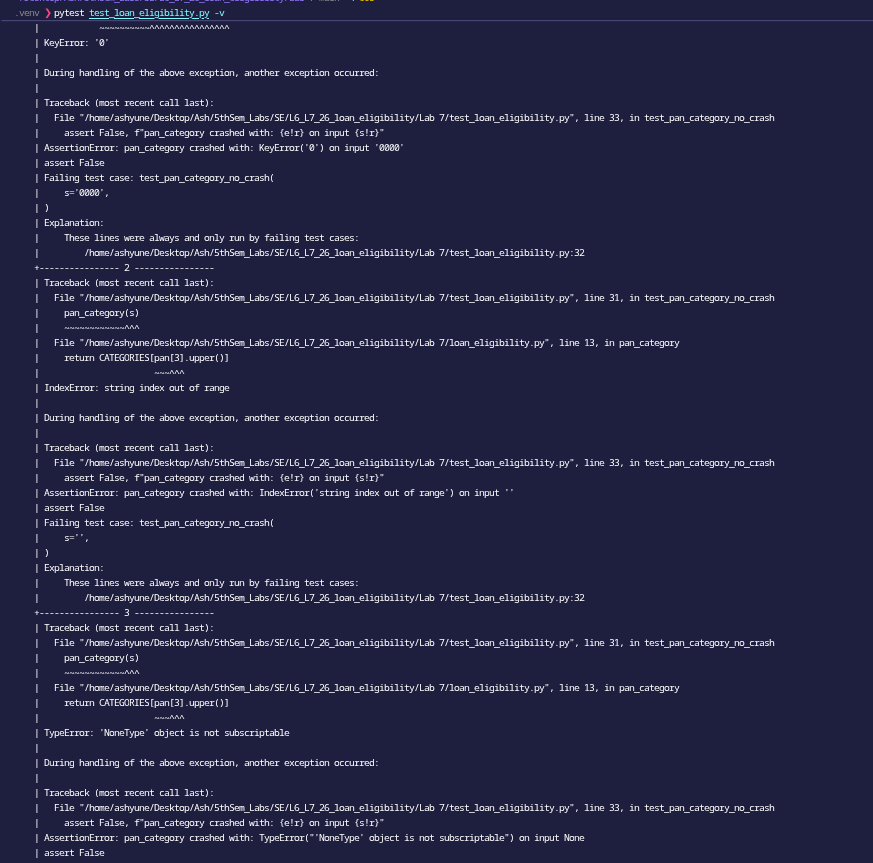 .venv ❯ pytest test_loan_eligibility.py -v
|            ~~~~~~~~~~^^^^^^^^^^^^^^^^
| KeyError: '0'
|
| During handling of the above exception, another exception occurred:
|
| Traceback (most recent call last):
|   File "/home/ashyune/Desktop/Ash/5thSem_Labs/SE/L6_L7_26_loan_eligibility/Lab 7/test_loan_eligibility.py", line 33, in test_pan_category_no_crash
|     assert False, f"pan_category crashed with: {e!r} on input {s!r}"
| AssertionError: pan_category crashed with: KeyError('0') on input '0000'
| assert False
| Failing test case: test_pan_category_no_crash(
|     s='0000',
| )
| Explanation:
|     These lines were always and only run by failing test cases:
|         /home/ashyune/Desktop/Ash/5thSem_Labs/SE/L6_L7_26_loan_eligibility/Lab 7/test_loan_eligibility.py:32
+---------------- 2 ----------------
| Traceback (most recent call last):
|   File "/home/ashyune/Desktop/Ash/5thSem_Labs/SE/L6_L7_26_loan_eligibility/Lab 7/test_loan_eligibility.py", line 31, in test_pan_category_no_crash
|     pan_category(s)
|     ~~~~~~~~~~~~^^^
|   File "/home/ashyune/Desktop/Ash/5thSem_Labs/SE/L6_L7_26_loan_eligibility/Lab 7/loan_eligibility.py", line 13, in pan_category
|     return CATEGORIES[pan[3].upper()]
|                       ~~~^^^
| IndexError: string index out of range
|
| During handling of the above exception, another exception occurred:
|
| Traceback (most recent call last):
|   File "/home/ashyune/Desktop/Ash/5thSem_Labs/SE/L6_L7_26_loan_eligibility/Lab 7/test_loan_eligibility.py", line 33, in test_pan_category_no_crash
|     assert False, f"pan_category crashed with: {e!r} on input {s!r}"
| AssertionError: pan_category crashed with: IndexError('string index out of range') on input ''
| assert False
| Failing test case: test_pan_category_no_crash(
|     s='',
| )
| Explanation:
|     These lines were always and only run by failing test cases:
|         /home/ashyune/Desktop/Ash/5thSem_Labs/SE/L6_L7_26_loan_eligibility/Lab 7/test_loan_eligibility.py:32
+---------------- 3 ----------------
| Traceback (most recent call last):
|   File "/home/ashyune/Desktop/Ash/5thSem_Labs/SE/L6_L7_26_loan_eligibility/Lab 7/test_loan_eligibility.py", line 31, in test_pan_category_no_crash
|     pan_category(s)
|     ~~~~~~~~~~~~^^^
|   File "/home/ashyune/Desktop/Ash/5thSem_Labs/SE/L6_L7_26_loan_eligibility/Lab 7/loan_eligibility.py", line 13, in pan_category
|     return CATEGORIES[pan[3].upper()]
|                       ~~~^^^
| TypeError: 'NoneType' object is not subscriptable
|
| During handling of the above exception, another exception occurred:
|
| Traceback (most recent call last):
|   File "/home/ashyune/Desktop/Ash/5thSem_Labs/SE/L6_L7_26_loan_eligibility/Lab 7/test_loan_eligibility.py", line 33, in test_pan_category_no_crash
|     assert False, f"pan_category crashed with: {e!r} on input {s!r}"
| AssertionError: pan_category crashed with: TypeError("'NoneType' object is not subscriptable") on input None
| assert False